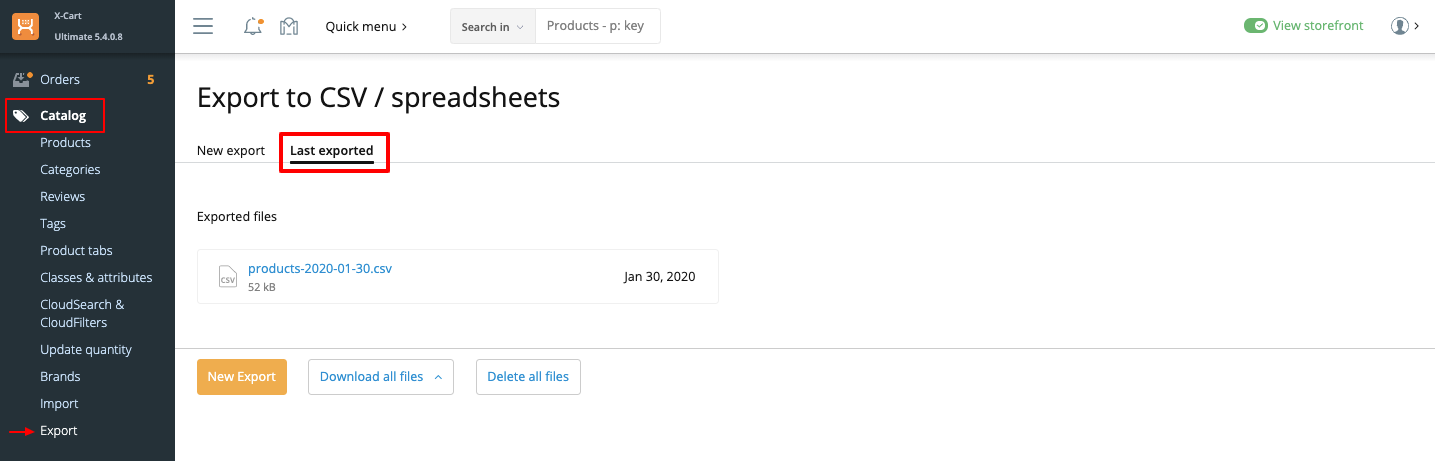 X-Cart
Ultimate 5.4.0.8
Quick menu
Search in
Products - p: key
View storefront
Orders 5
Catalog
Products
Categories
Reviews
Tags
Product tabs
Classes & attributes
CloudSearch &
CloudFilters
Update quantity
Brands
Import
Export
Export to CSV / spreadsheets
New export
Last exported
Exported files
CSV
products-2020-01-30.csv
52 kB
Jan 30, 2020
New Export
Download all files
Delete all files